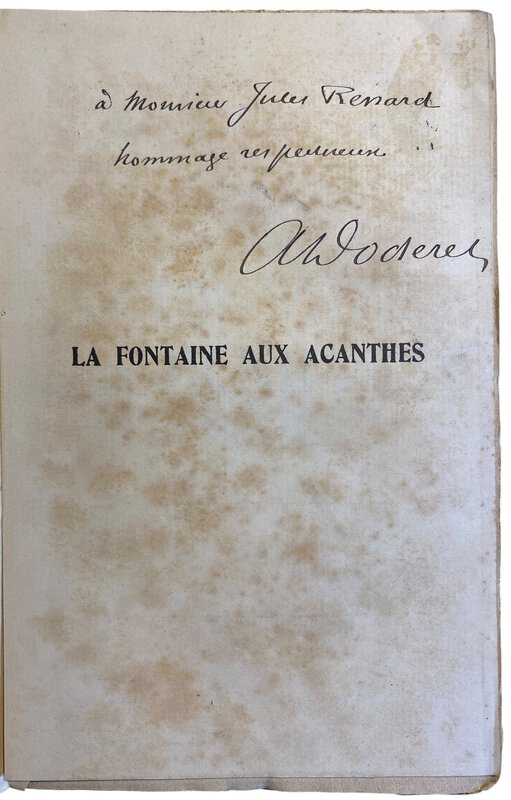 à Monsieur Jules Renard
hommage respectueux
A Doderet
LA FONTAINE AUX ACANTHES